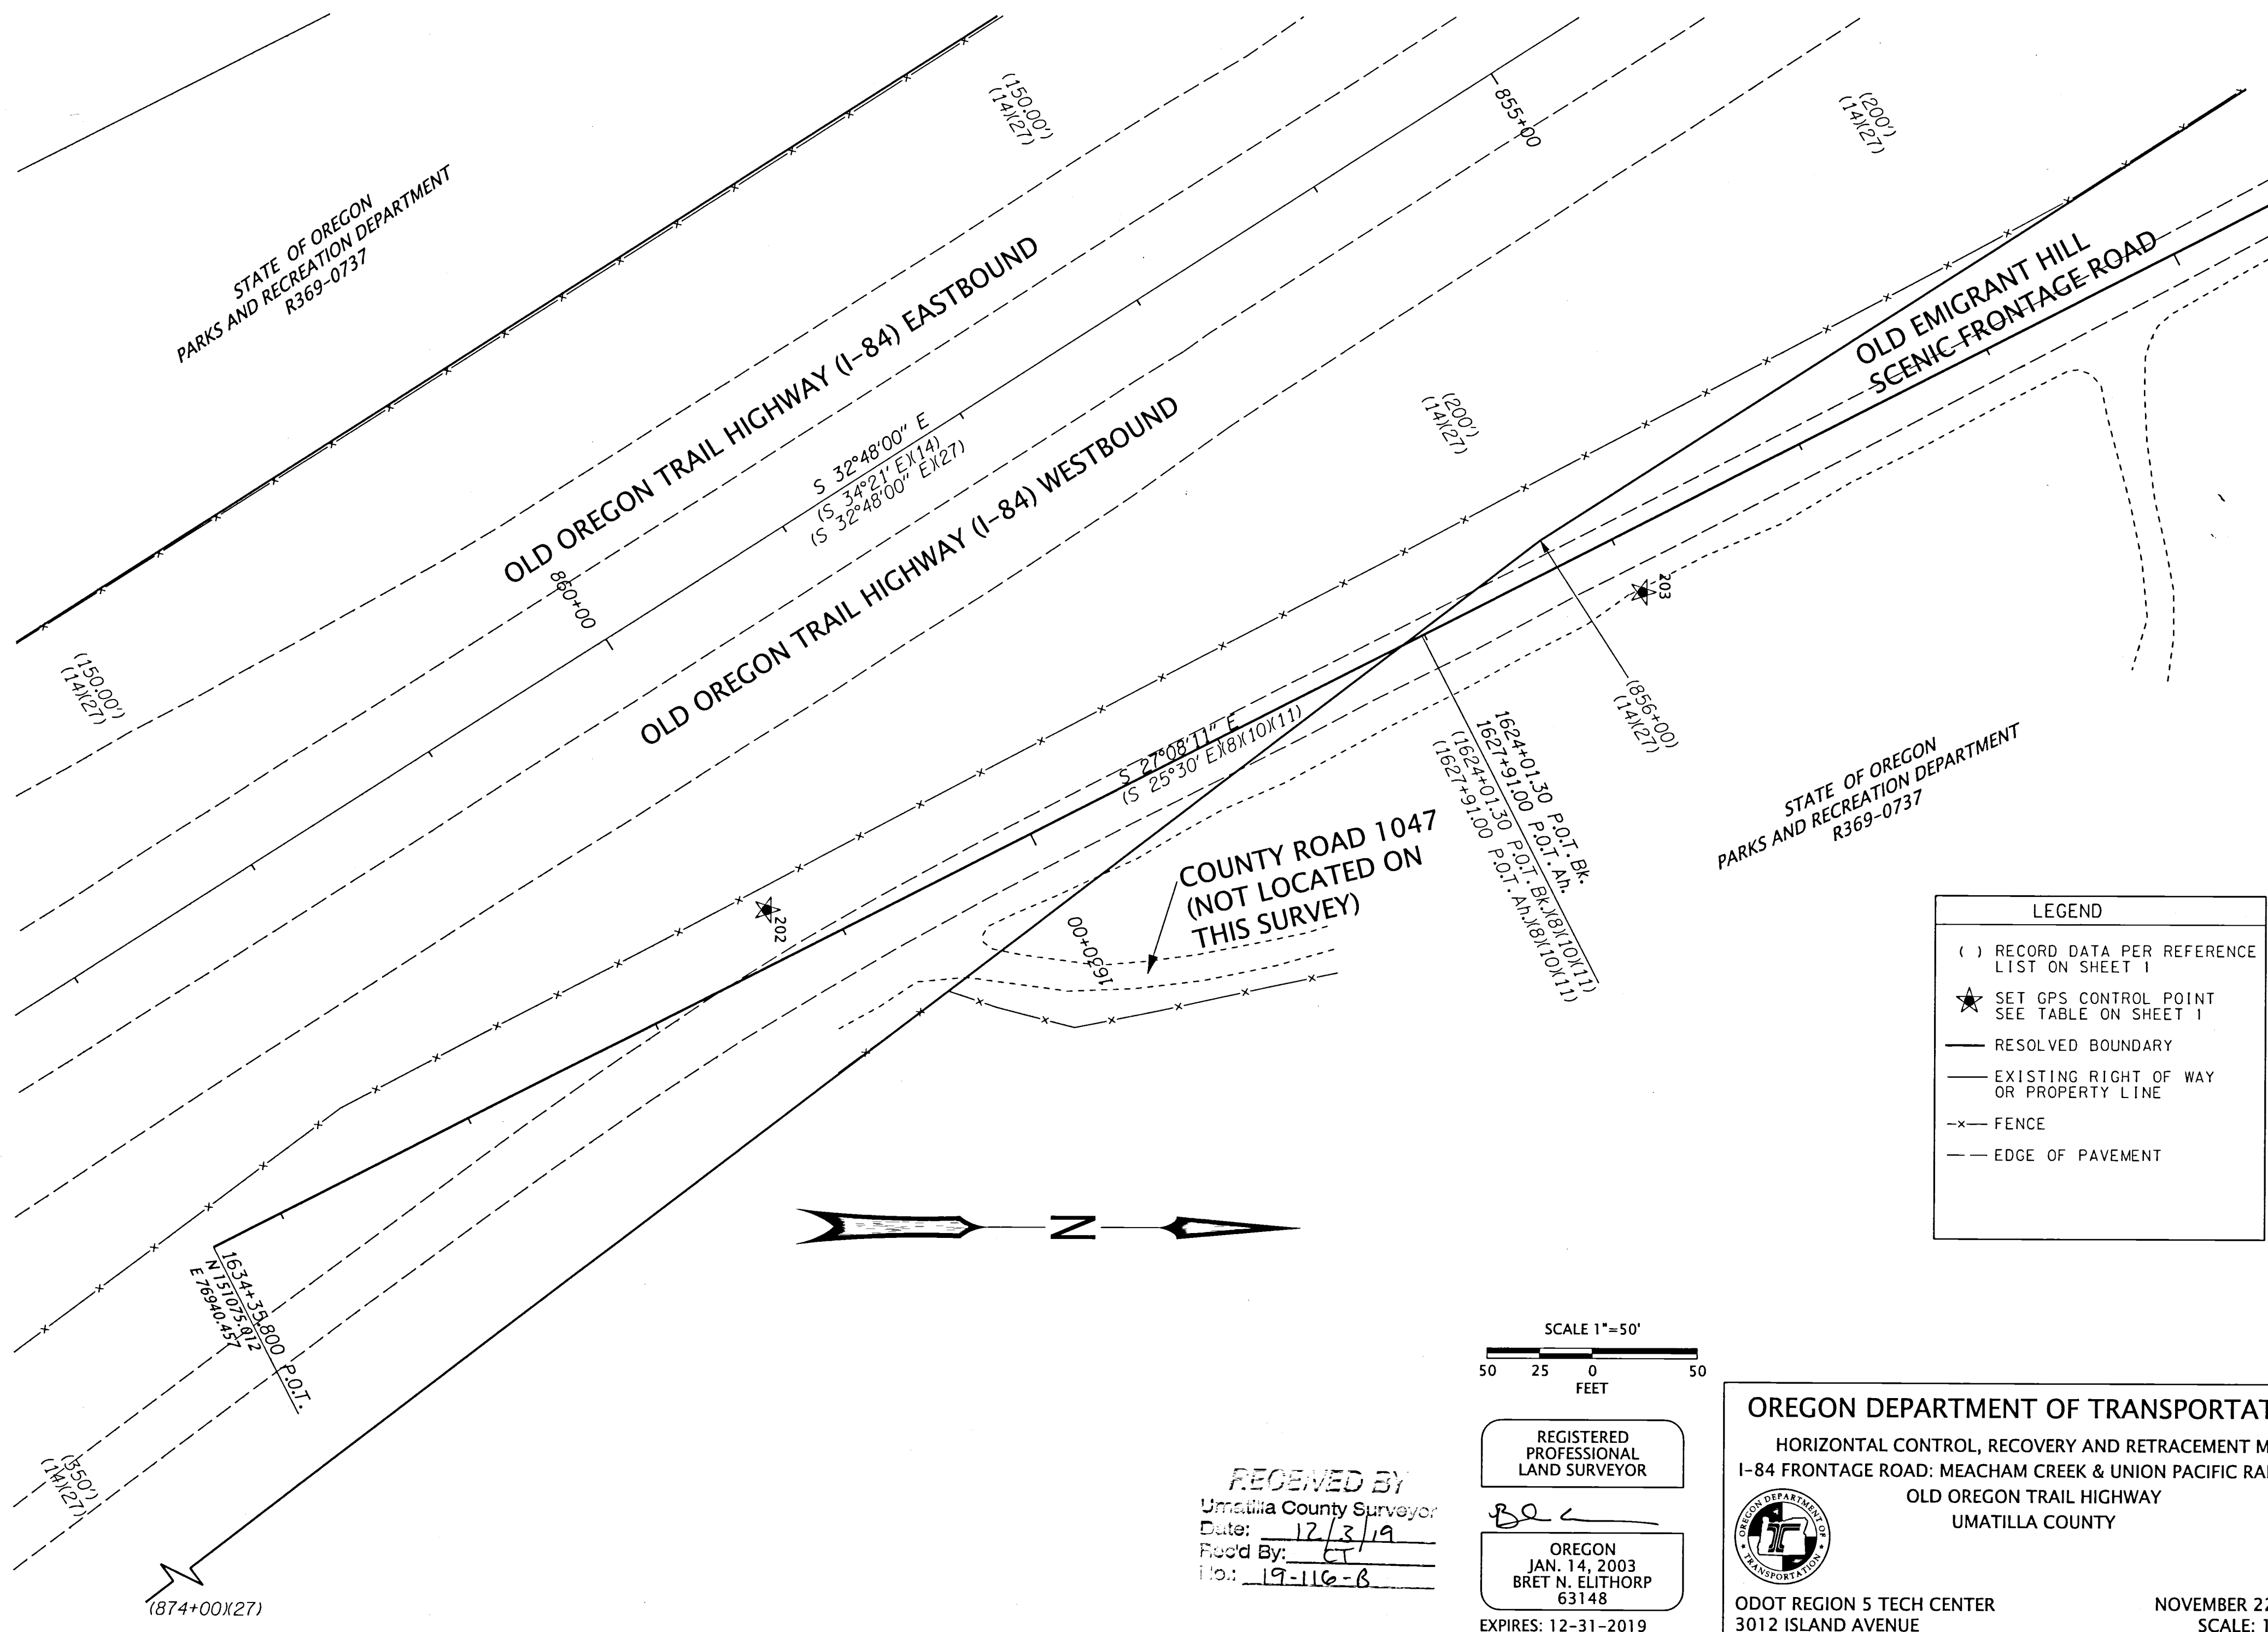 (150.00')
(14)(27)
855+00
(200')
(14)(27)
STATE OF OREGON
PARKS AND RECREATION DEPARTMENT
R369-0737
OLD OREGON TRAIL HIGHWAY (I-84) EASTBOUND
OLD EMIGRANT HILL
SCENIC FRONTAGE ROAD
S 32°48'00" E
(S 34°21' E)(14)
(S 32°48'00" E)(27)
OLD OREGON TRAIL HIGHWAY (I-84) WESTBOUND
(200')
(14)(27)
860+00
203
(150.00')
(14)(27)
(856+00)
(14)(27)
S 27°08'11" E
(S 25°30' E)(8)(10)(11)
1624+01.30 P.O.T. Bk.
1627+91.00 P.O.T. Ah.
(1624+01.30 P.O.T. Bk.)(8)(10)(11)
(1627+91.00 P.O.T. Ah.)(8)(10)(11)
STATE OF OREGON
PARKS AND RECREATION DEPARTMENT
R369-0737
COUNTY ROAD 1047
(NOT LOCATED ON
THIS SURVEY)
202
1630+00
LEGEND
( ) RECORD DATA PER REFERENCE
LIST ON SHEET 1
SET GPS CONTROL POINT
SEE TABLE ON SHEET 1
RESOLVED BOUNDARY
EXISTING RIGHT OF WAY
OR PROPERTY LINE
-x- FENCE
EDGE OF PAVEMENT
N
1634+35.800 P.O.T.
N 151075.012
E 76940.457
(350')
(14)(27)
(874+00)(27)
SCALE 1"=50'
50 25 0 50
FEET
REGISTERED
PROFESSIONAL
LAND SURVEYOR
OREGON
JAN. 14, 2003
BRET N. ELITHORP
63148
EXPIRES: 12-31-2019
RECEIVED BY
Umatilla County Surveyor
Date: 12/3/19
Rec'd By: CT
No.: 19-116-B
OREGON DEPARTMENT OF TRANSPORTAT
HORIZONTAL CONTROL, RECOVERY AND RETRACEMENT M
I-84 FRONTAGE ROAD: MEACHAM CREEK & UNION PACIFIC RA
OLD OREGON TRAIL HIGHWAY
UMATILLA COUNTY
OREGON DEPARTMENT OF
TRANSPORTATION
ODOT REGION 5 TECH CENTER
3012 ISLAND AVENUE
NOVEMBER 22
SCALE: 1